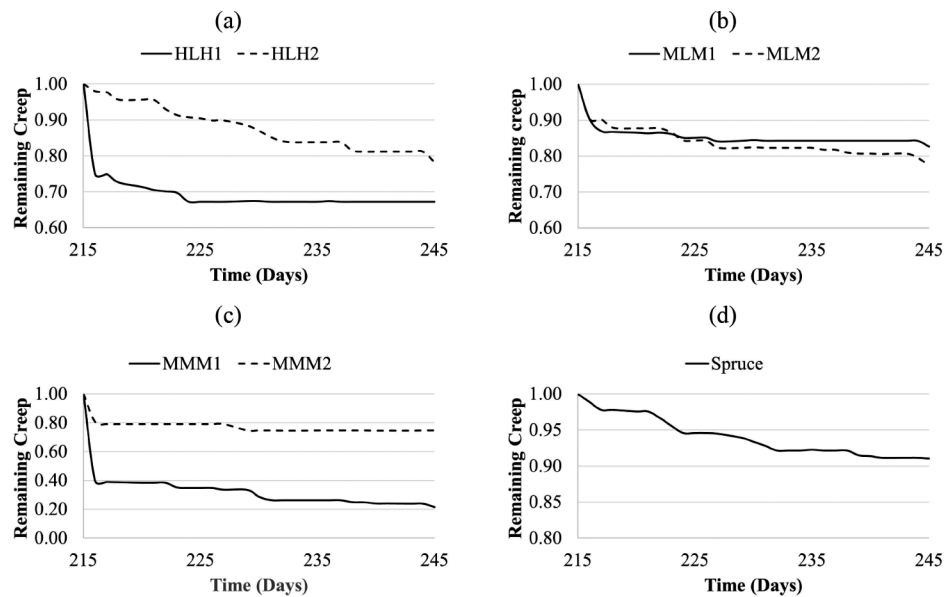 (a)
HLH1 HLH2
1.00
0.90
0.80
0.70
0.60
Remaining Creep
215 225 235 245
Time (Days)
(b)
MLM1 MLM2
1.00
0.90
0.80
0.70
0.60
Remaining creep
215 225 235 245
Time (Days)
(c)
MMM1 MMM2
1.00
0.80
0.60
0.40
0.20
0.00
Remaining Creep
215 225 235 245
Time (Days)
(d)
Spruce
1.00
0.95
0.90
0.85
0.80
Remaining Creep
215 225 235 245
Time (Days)